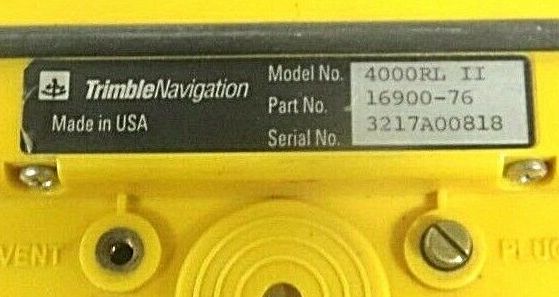 TrimbleNavigation
Made in USA
Model No. 4000RL II
Part No. 16900-76
Serial No. 3217A00818
VENT
PLUG